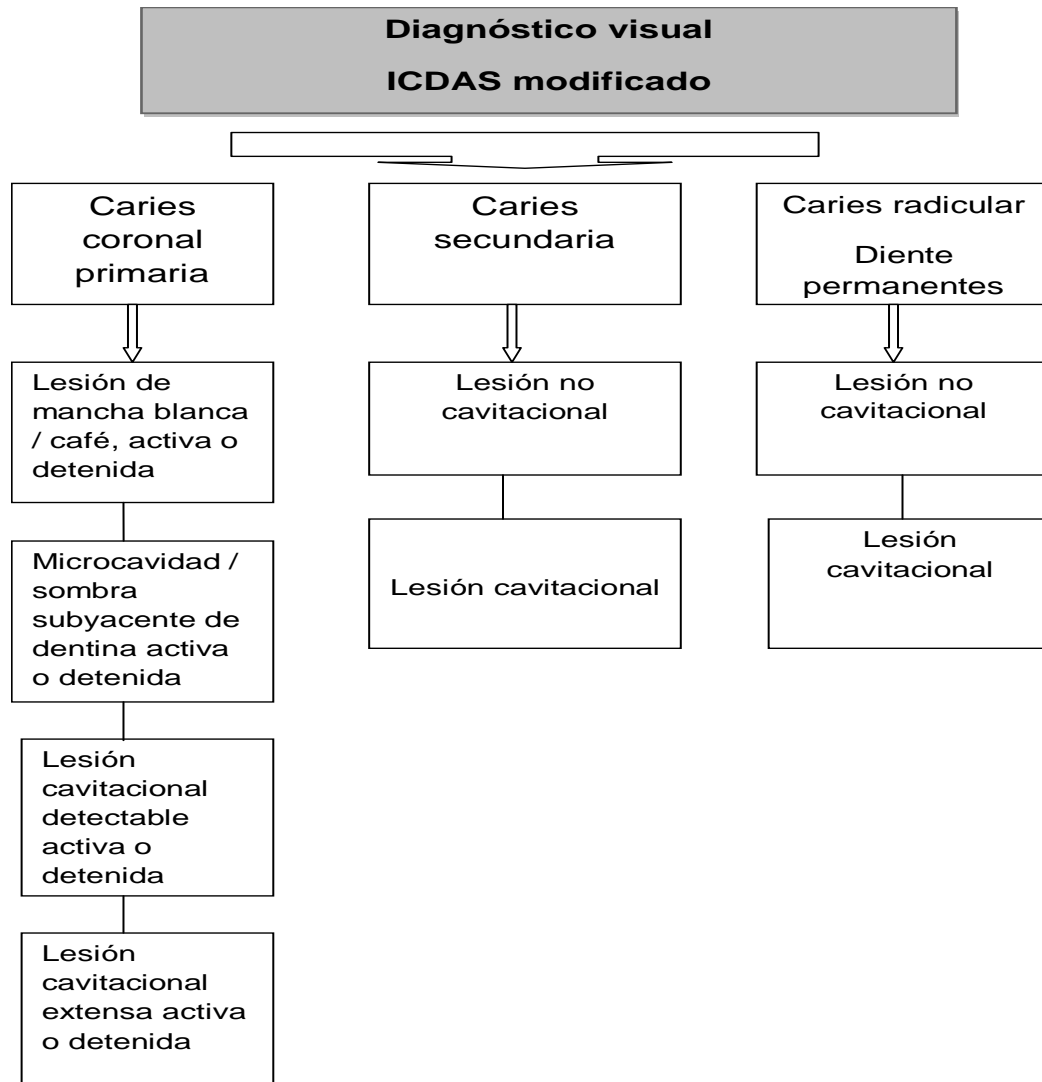 Diagnóstico visual
ICDAS modificado
Caries
coronal
primaria
Lesión de
mancha blanca
/ café, activa o
detenida
Microcavidad /
sombra
subyacente de
dentina activa
o detenida
Lesión
cavitacional
detectable
activa o
detenida
Lesión
cavitacional
extensa activa
o detenida
Caries
secundaria
Lesión no
cavitacional
Lesión cavitacional
Caries radicular
Diente
permanentes
Lesión no
cavitacional
Lesión
cavitacional